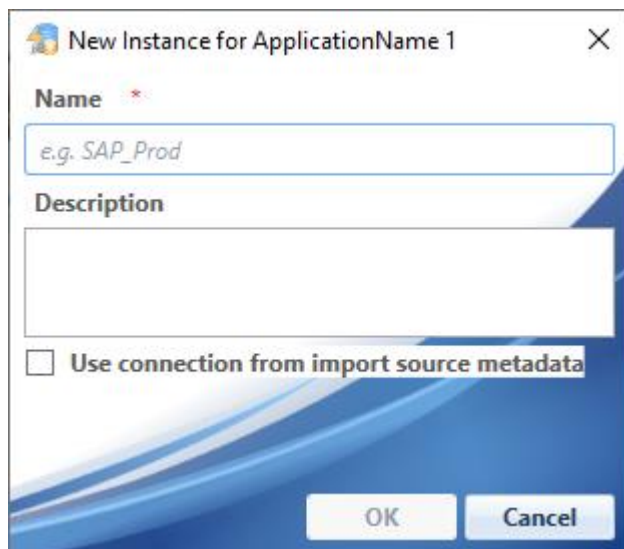 New Instance for ApplicationName 1
Name *
e.g. SAP_Prod
Description
Use connection from import source metadata
OK
Cancel